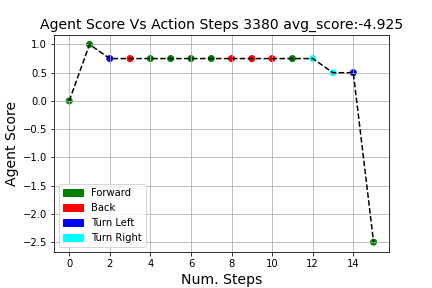 Agent Score Vs Action Steps 3380 avg_score:-4.925
1.0
0.5
0.0
−0.5
−1.0
−1.5
−2.0
−2.5
Agent Score
Forward
Back
Turn Left
Turn Right
0 2 4 6 8 10 12 14
Num. Steps